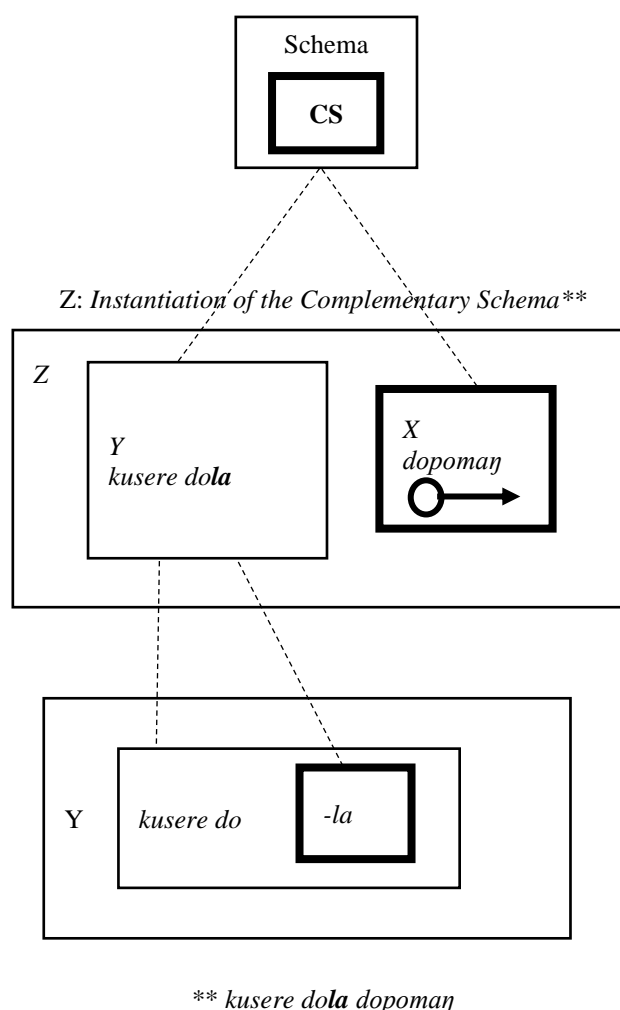 Schema
CS
Z: Instantiation of the Complementary Schema**
Z
Y
kusere dola
X
dopomaŋ
Y
kusere do
-la
** kusere dola dopomaŋ